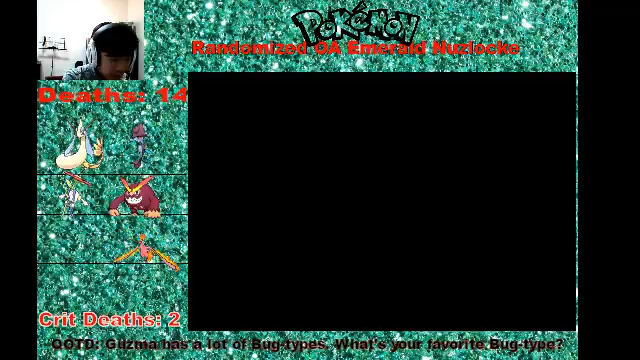 POKéMON
Randomized OA Emerald Nuzlocke
Deaths: 14
Crit Deaths: 2
QOTD: Guzma has a lot of Bug-types. What's your favorite Bug-type?